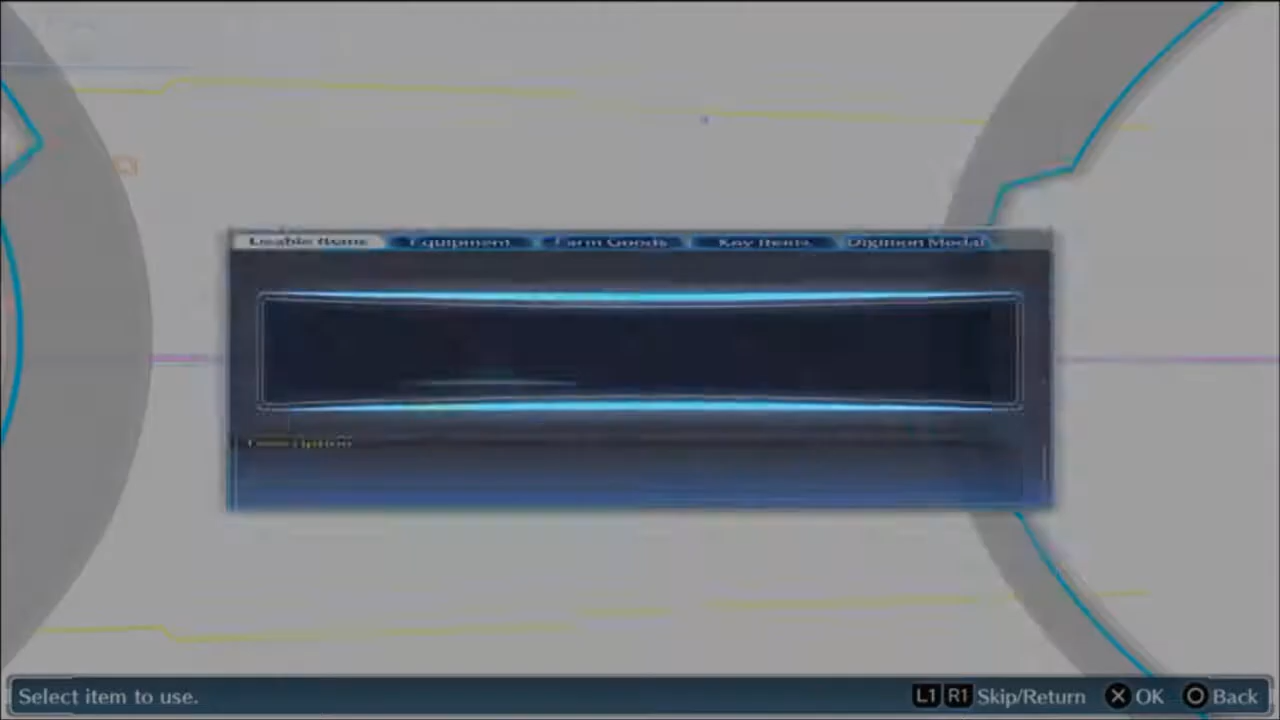 Usable Items Equipment Farm Goods Key Items Digimon Medal
Description
Select item to use.
L1 R1 Skip/Return OK Back